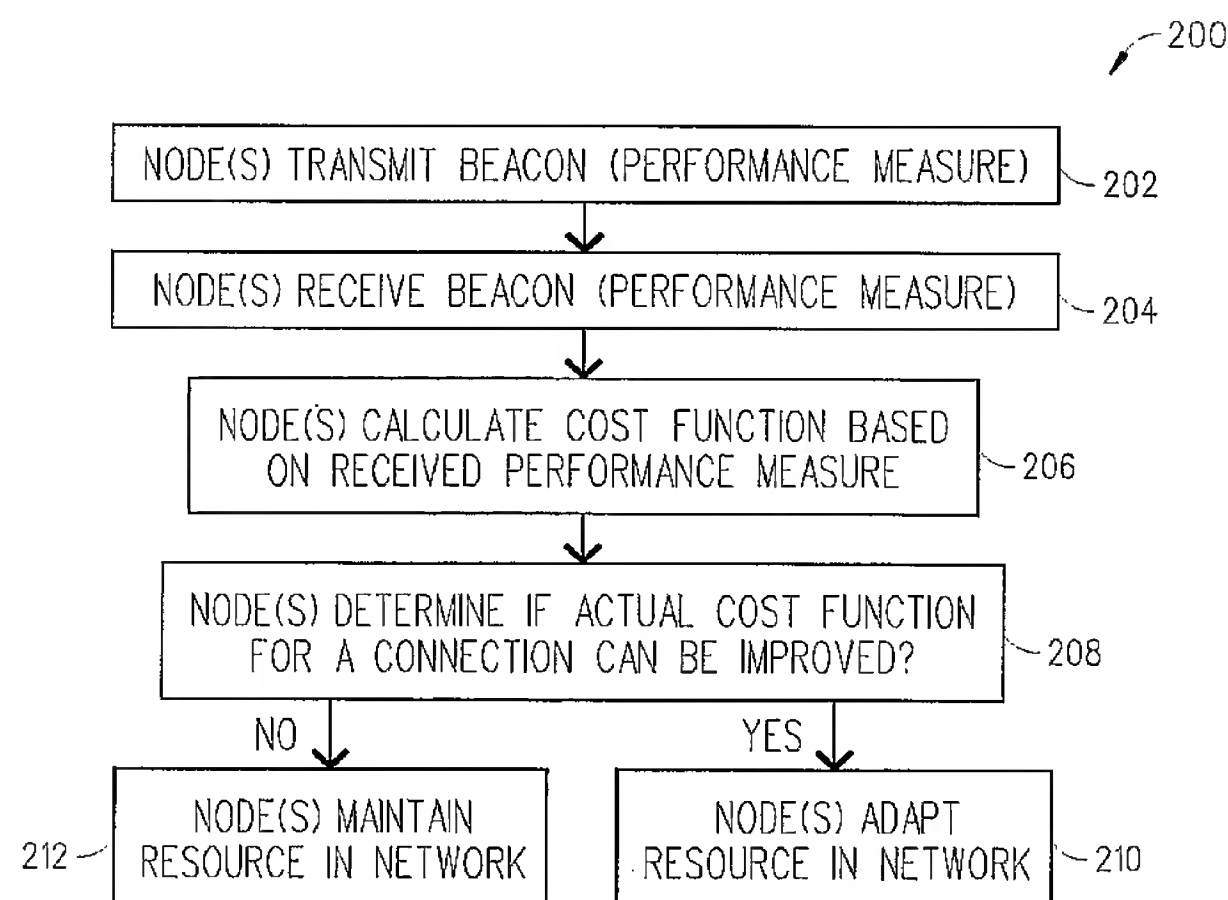 200
NODE(S) TRANSMIT BEACON (PERFORMANCE MEASURE)
202
NODE(S) RECEIVE BEACON (PERFORMANCE MEASURE)
204
NODE(S) CALCULATE COST FUNCTION BASED
ON RECEIVED PERFORMANCE MEASURE
206
NODE(S) DETERMINE IF ACTUAL COST FUNCTION
FOR A CONNECTION CAN BE IMPROVED?
208
NO
YES
212
NODE(S) MAINTAIN
RESOURCE IN NETWORK
NODE(S) ADAPT
RESOURCE IN NETWORK
210